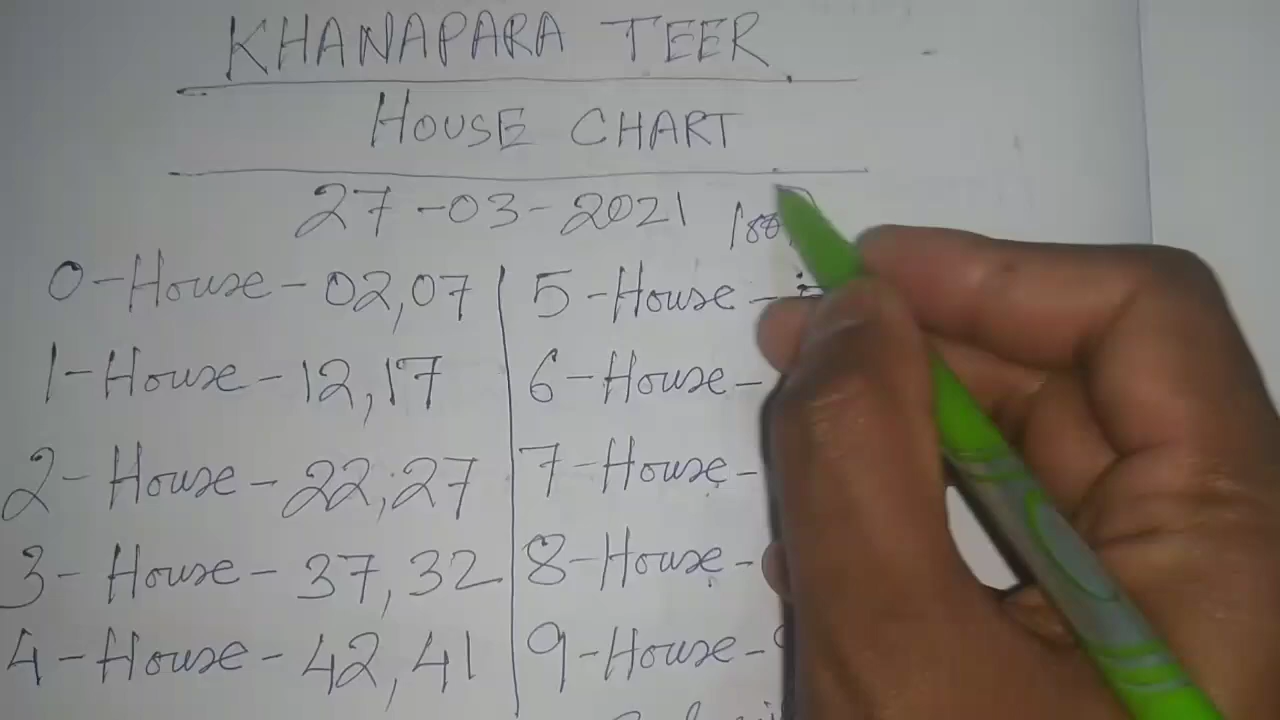 KHANAPARA TEER
HOUSE CHART
27-03-2021
0-House-02,07
1-House-12,17
2-House-22,27
3-House-37,32
4-House-42,41
5-House-
6-House-
7-House-
8-House-
9-House-